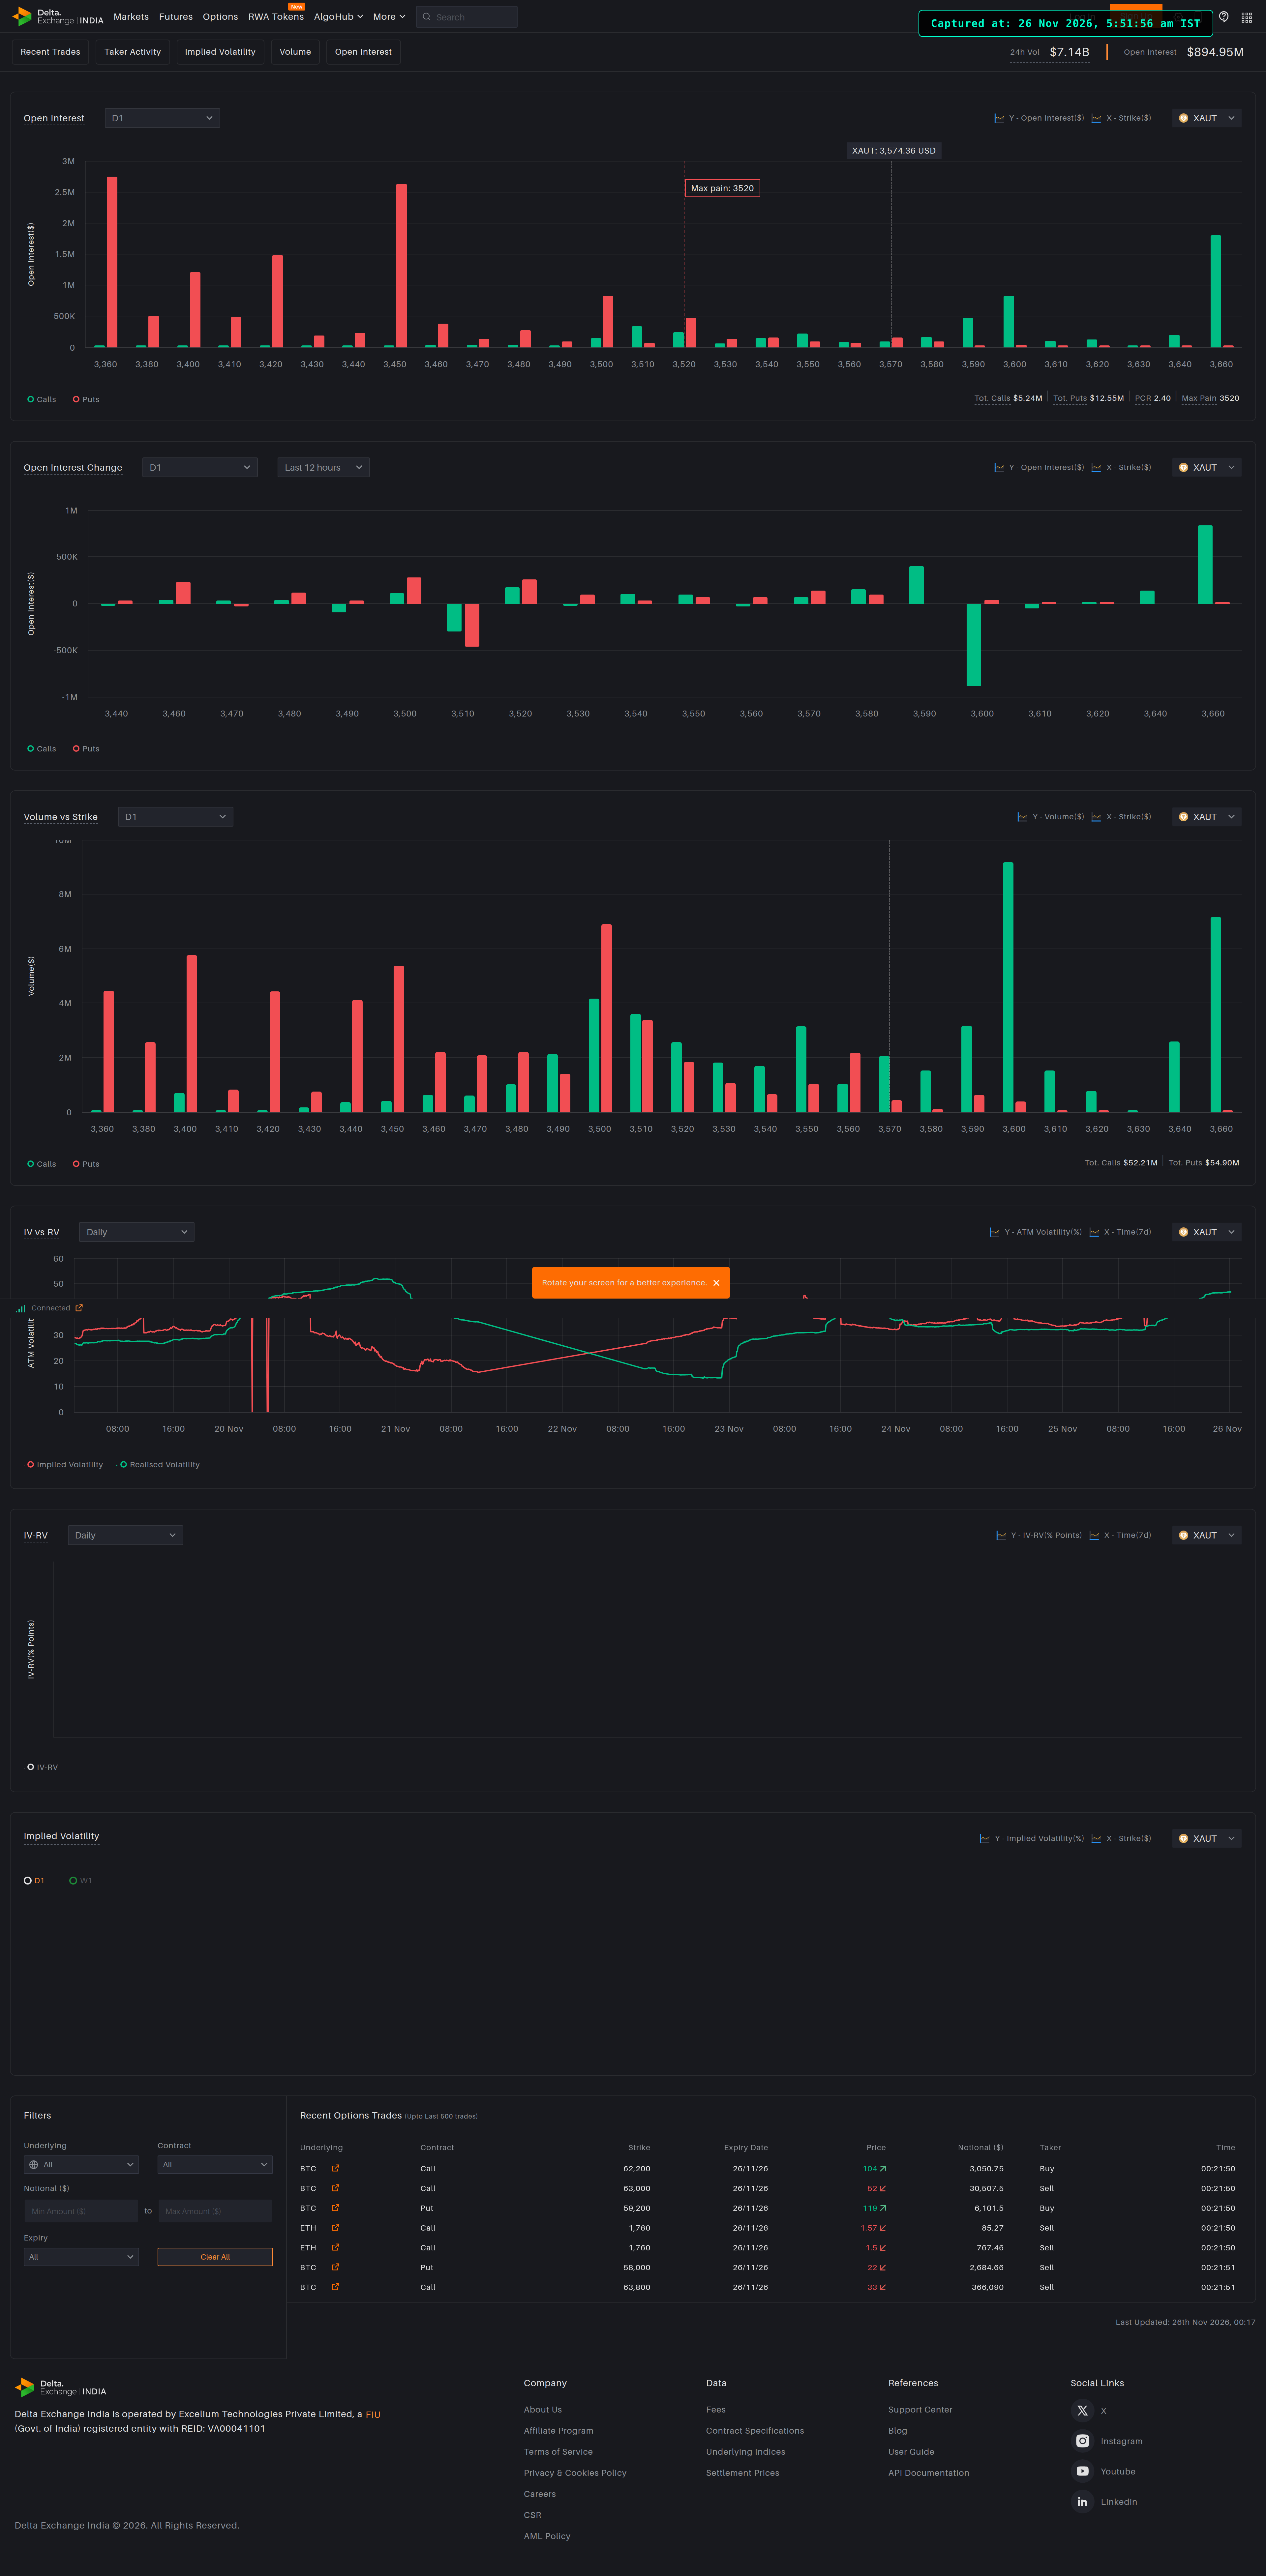 Delta.
Exchange | INDIA
Markets
Futures
Options
RWA Tokens
New
AlgoHub
More
Search
Captured at: 26 Nov 2026, 5:51:56 am IST
Recent Trades
Taker Activity
Implied Volatility
Volume
Open Interest
24h Vol $7.14B
Open Interest $894.95M
Open Interest
D1
Y - Open Interest($)
X - Strike($)
XAUT
XAUT: 3,574.36 USD
Max pain: 3520
Open Interest($)
3M
2.5M
2M
1.5M
1M
500K
0
3,360 3,380 3,400 3,410 3,420 3,430 3,440 3,450 3,460 3,470 3,480 3,490 3,500 3,510 3,520 3,530 3,540 3,550 3,560 3,570 3,580 3,590 3,600 3,610 3,620 3,630 3,640 3,660
Calls Puts
Tot. Calls $5.24M Tot. Puts $12.55M PCR 2.40 Max Pain 3520
Open Interest Change
D1
Last 12 hours
Y - Open Interest($)
X - Strike($)
XAUT
Open Interest($)
1M
500K
0
-500K
-1M
3,440 3,460 3,470 3,480 3,490 3,500 3,510 3,520 3,530 3,540 3,550 3,560 3,570 3,580 3,590 3,600 3,610 3,620 3,640 3,660
Calls Puts
Volume vs Strike
D1
Y - Volume($)
X - Strike($)
XAUT
Volume($)
10M
8M
6M
4M
2M
0
3,360 3,380 3,400 3,410 3,420 3,430 3,440 3,450 3,460 3,470 3,480 3,490 3,500 3,510 3,520 3,530 3,540 3,550 3,560 3,570 3,580 3,590 3,600 3,610 3,620 3,630 3,640 3,660
Calls Puts
Tot. Calls $52.21M Tot. Puts $54.90M
IV vs RV
Daily
Y - ATM Volatility(%)
X - Time(7d)
XAUT
60
50
Rotate your screen for a better experience.
Connected
ATM Volatilit
30
20
10
0
08:00 16:00 20 Nov 08:00 16:00 21 Nov 08:00 16:00 22 Nov 08:00 16:00 23 Nov 08:00 16:00 24 Nov 08:00 16:00 25 Nov 08:00 16:00 26 Nov
Implied Volatility Realised Volatility
IV-RV
Daily
Y - IV-RV(% Points)
X - Time(7d)
XAUT
IV-RV(% Points)
IV-RV
Implied Volatility
Y - Implied Volatility(%)
X - Strike($)
XAUT
D1 W1
Filters
Underlying Contract
All All
Notional ($)
Min Amount ($) to Max Amount ($)
Expiry
All Clear All
Recent Options Trades (Upto Last 500 trades)
Underlying Contract Strike Expiry Date Price Notional ($) Taker Time
BTC Call 62,200 26/11/26 104 3,050.75 Buy 00:21:50
BTC Call 63,000 26/11/26 52 30,507.5 Sell 00:21:50
BTC Put 59,200 26/11/26 119 6,101.5 Buy 00:21:50
ETH Call 1,760 26/11/26 1.57 85.27 Sell 00:21:50
ETH Call 1,760 26/11/26 1.5 767.46 Sell 00:21:50
BTC Put 58,000 26/11/26 22 2,684.66 Sell 00:21:51
BTC Call 63,800 26/11/26 33 366,090 Sell 00:21:51
Last Updated: 26th Nov 2026, 00:17
Delta.
Exchange | INDIA
Delta Exchange India is operated by Excelium Technologies Private Limited, a FIU
(Govt. of India) registered entity with REID: VA00041101
Delta Exchange India © 2026. All Rights Reserved.
Company
About Us
Affiliate Program
Terms of Service
Privacy & Cookies Policy
Careers
CSR
AML Policy
Data
Fees
Contract Specifications
Underlying Indices
Settlement Prices
References
Support Center
Blog
User Guide
API Documentation
Social Links
X
Instagram
Youtube
Linkedin